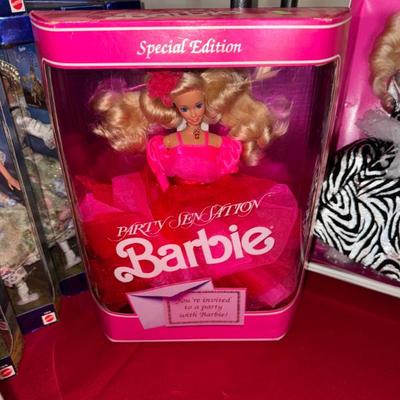 Special Edition
PARTY SENSATION
Barbie
You're invited
to a party
with Barbie!